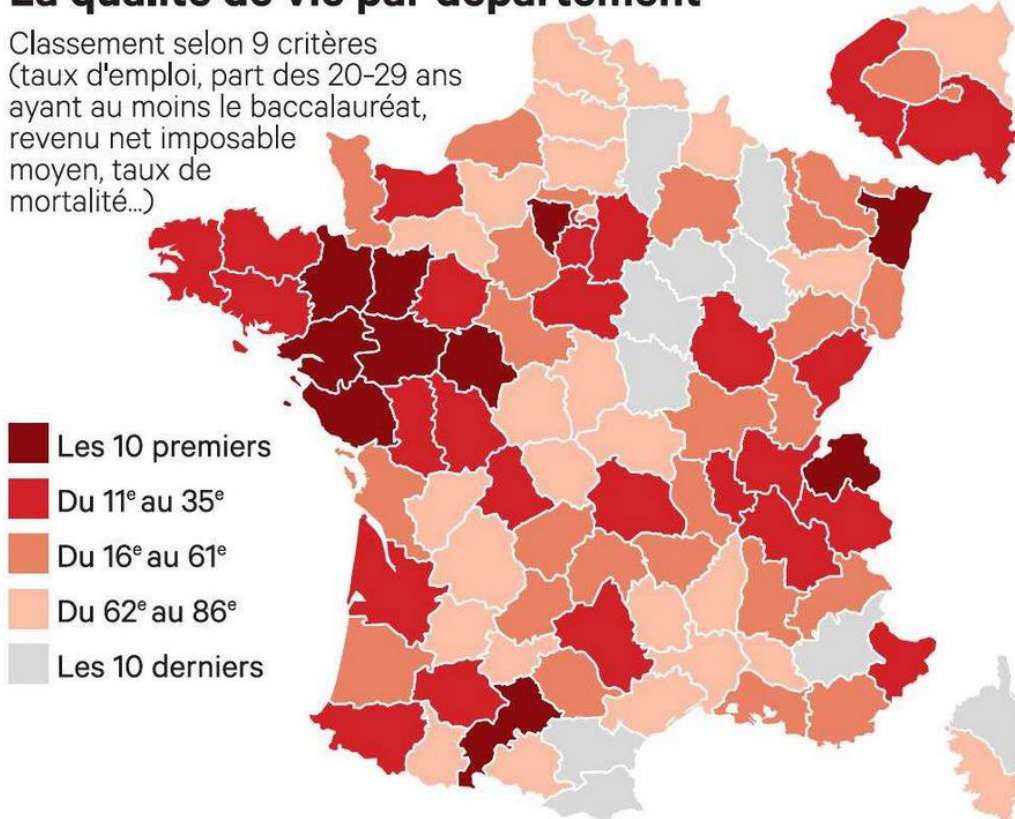 La qualité de vie par département
Classement selon 9 critères
(taux d'emploi, part des 20-29 ans
ayant au moins le baccalauréat,
revenu net imposable
moyen, taux de
mortalité...)
Les 10 premiers
Du 11e au 35e
Du 16e au 61e
Du 62e au 86e
Les 10 derniers